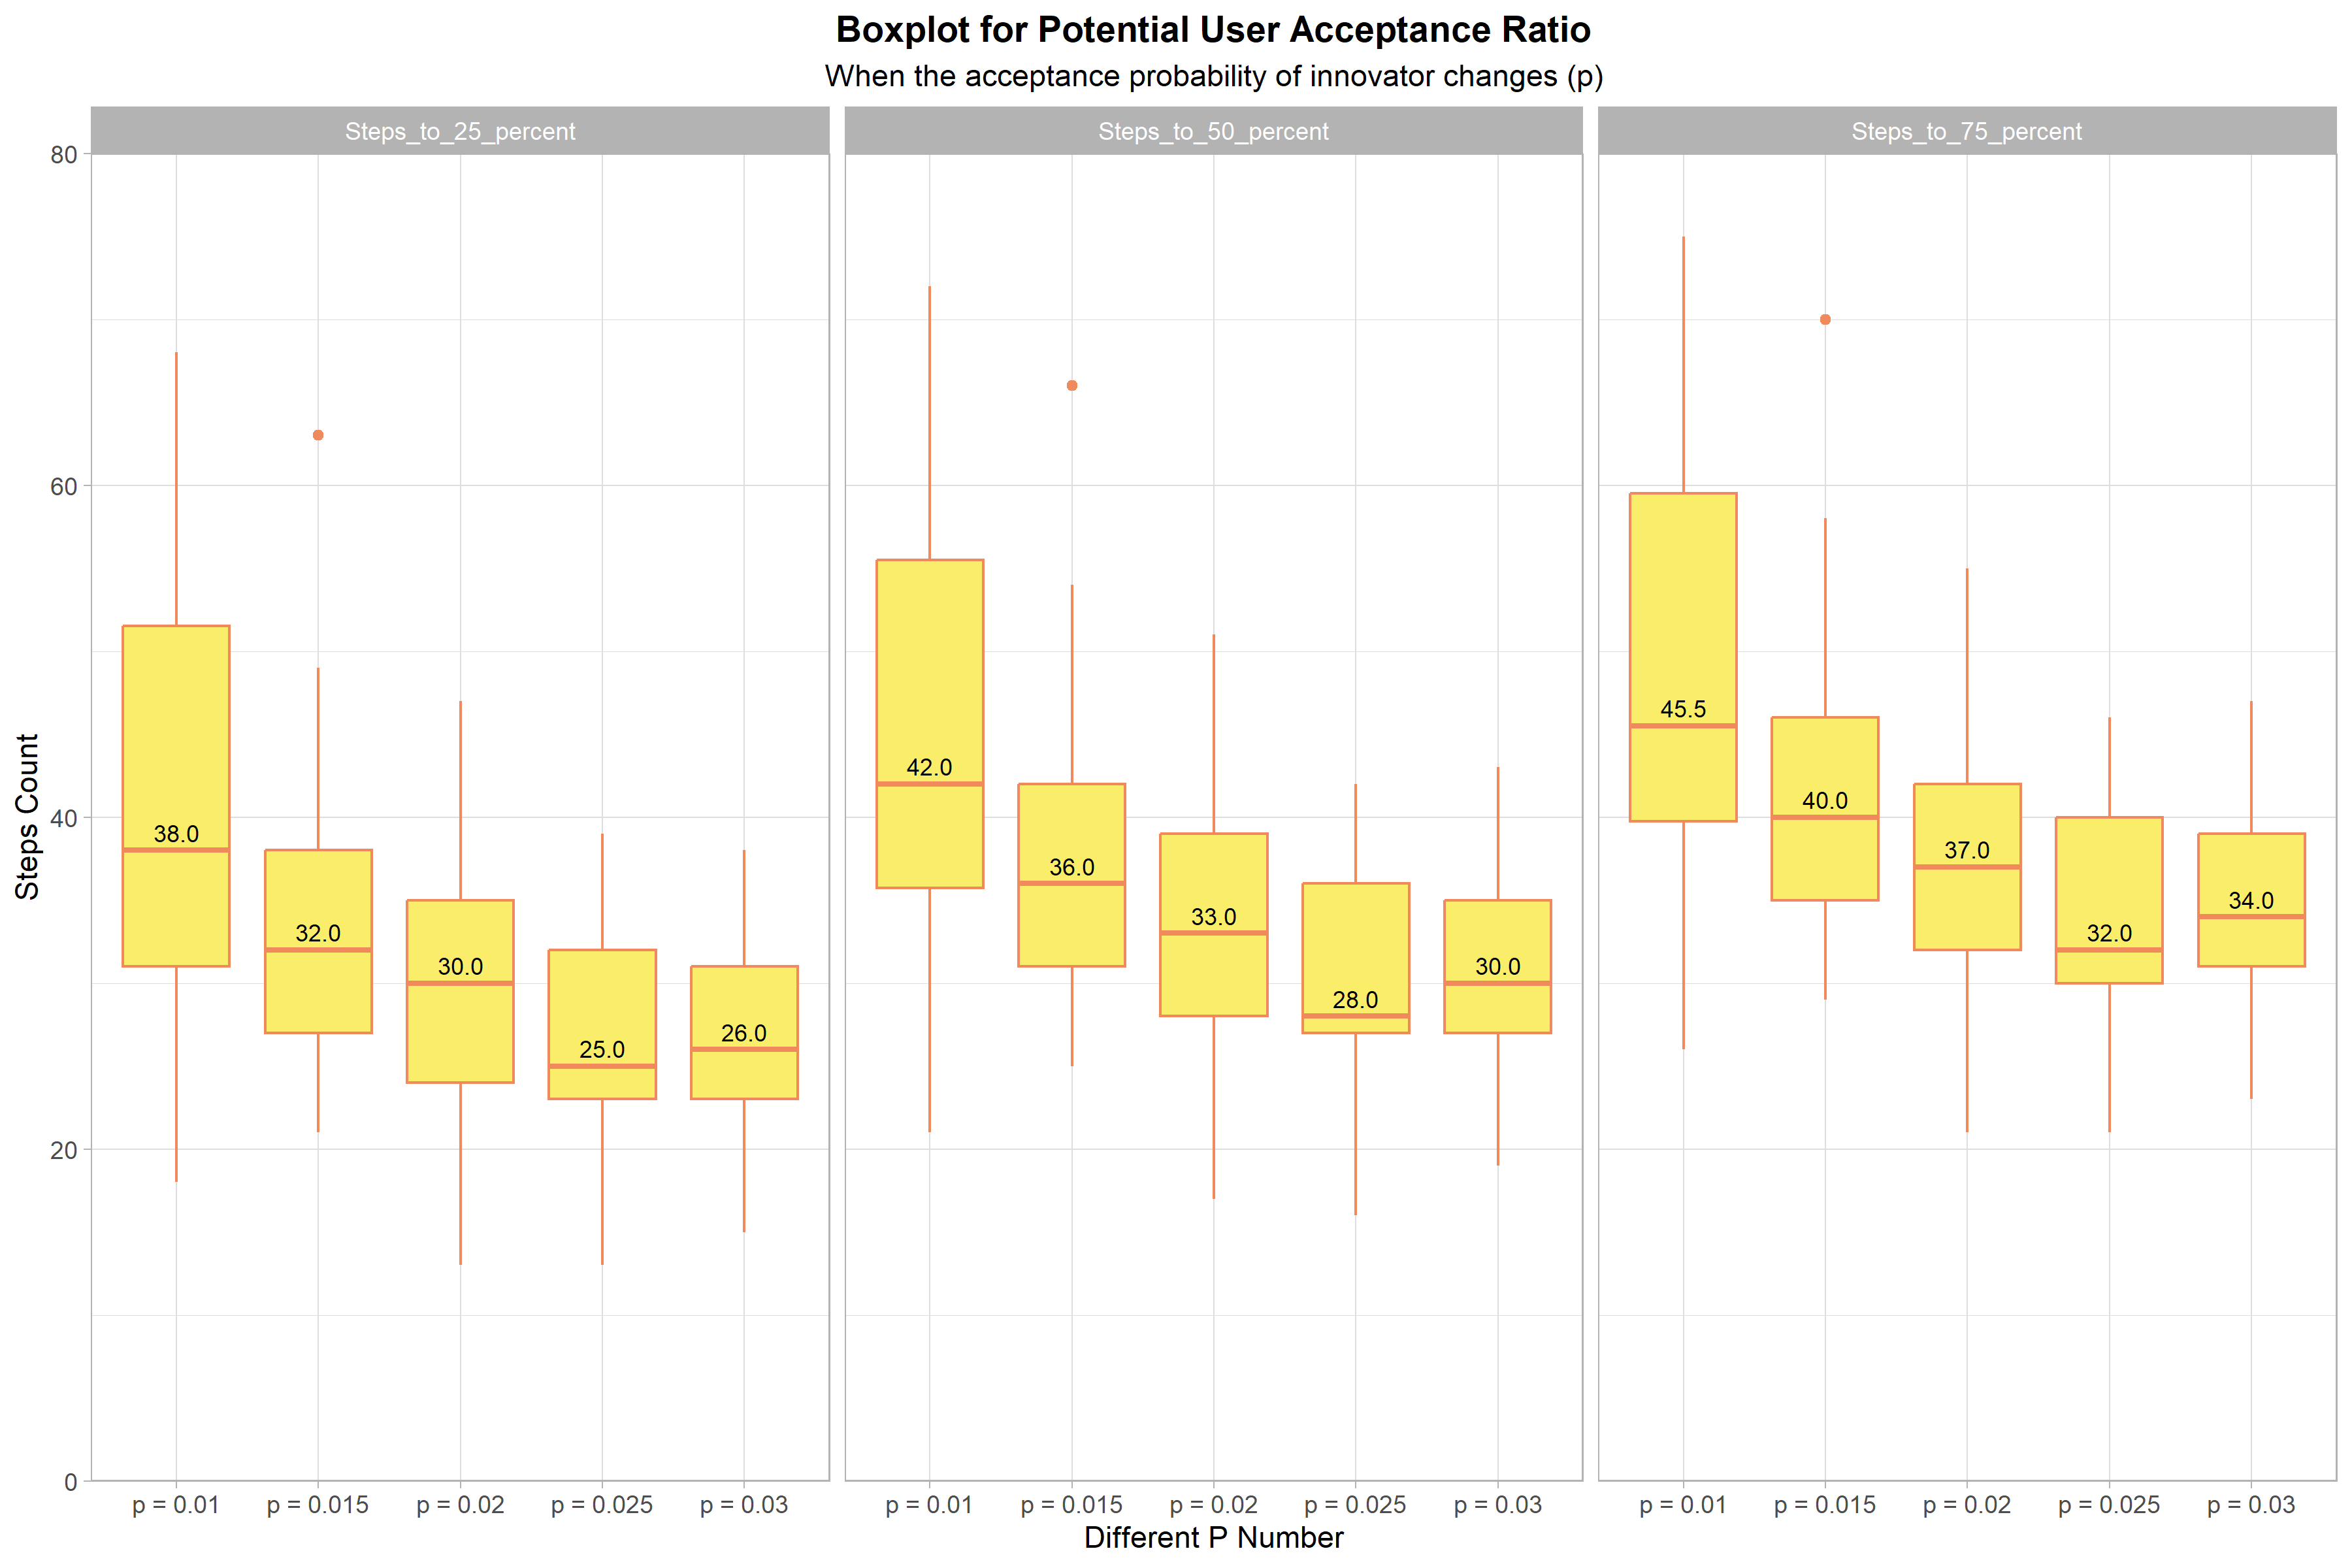 Boxplot for Potential User Acceptance Ratio
When the acceptance probability of innovator changes (p)
Steps_to_25_percent
Steps_to_50_percent
Steps_to_75_percent
Steps Count
80
60
40
20
0
38.0
32.0
30.0
25.0
26.0
42.0
36.0
33.0
28.0
30.0
45.5
40.0
37.0
32.0
34.0
p = 0.01 p = 0.015 p = 0.02 p = 0.025 p = 0.03
p = 0.01 p = 0.015 p = 0.02 p = 0.025 p = 0.03
p = 0.01 p = 0.015 p = 0.02 p = 0.025 p = 0.03
Different P Number